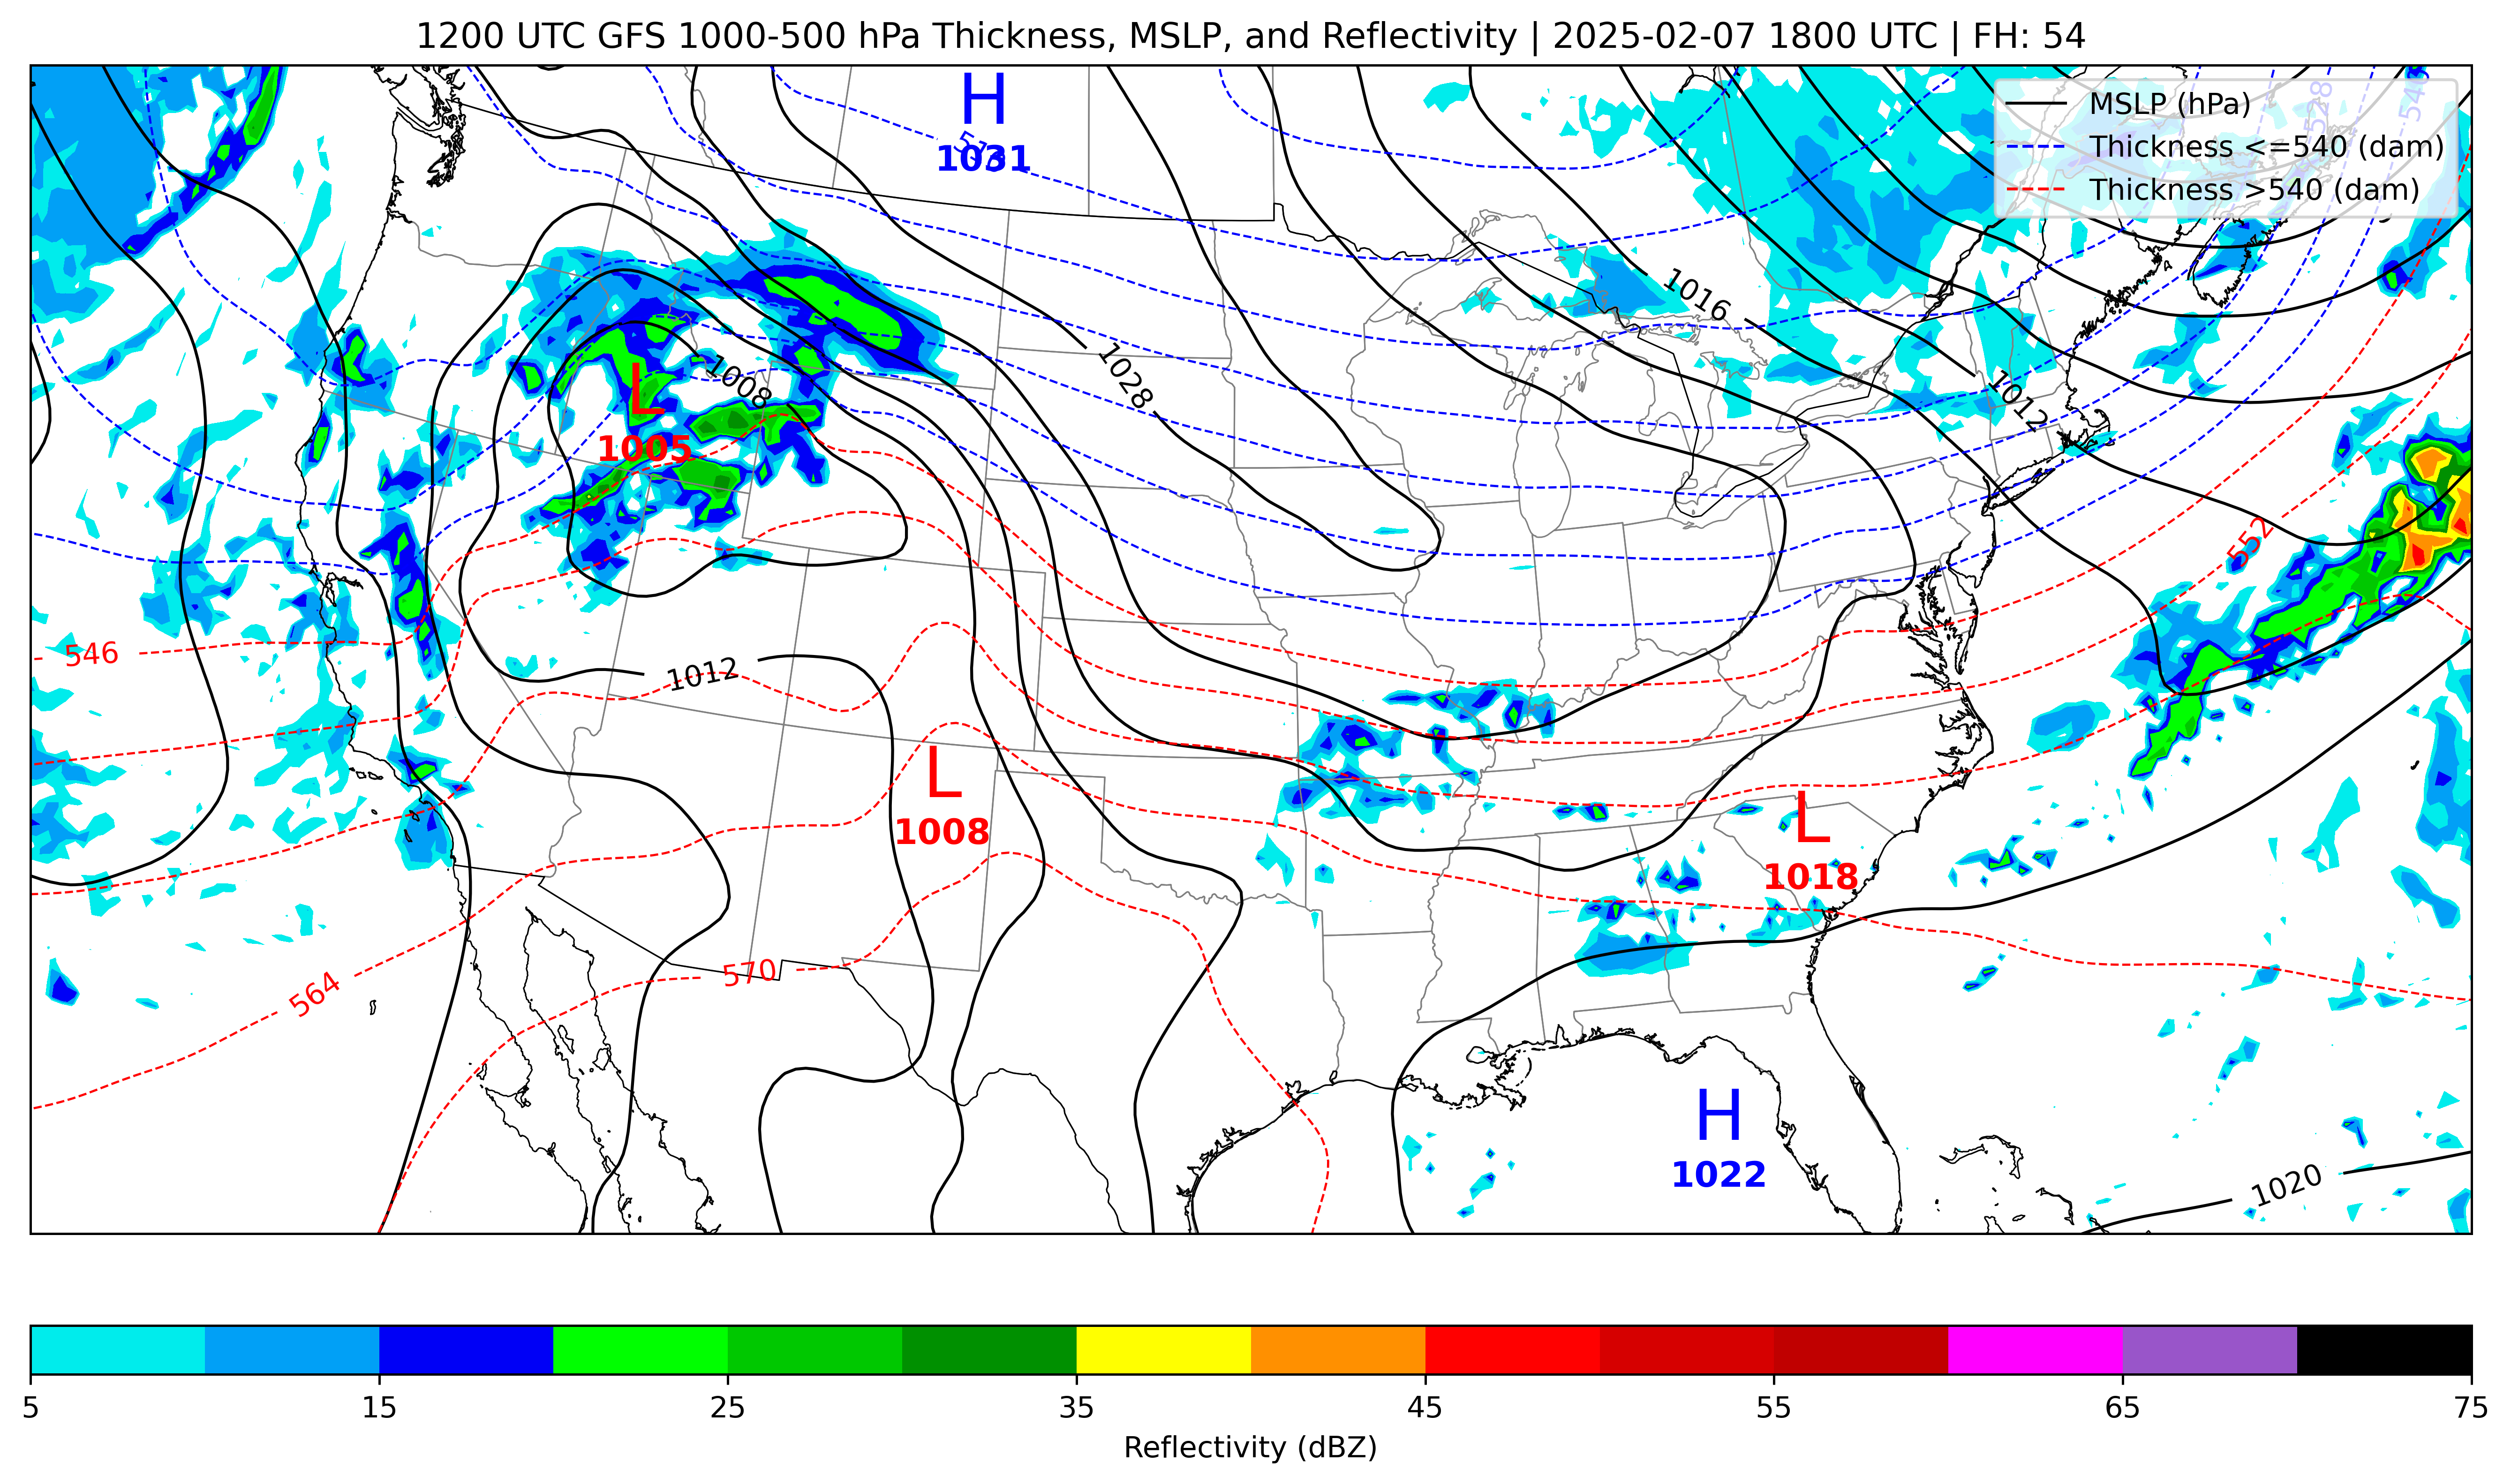 1200 UTC GFS 1000-500 hPa Thickness, MSLP, and Reflectivity | 2025-02-07 1800 UTC | FH: 54
MSLP (hPa)
Thickness <=540 (dam)
Thickness >540 (dam)
528
H
1031
1016
1008
1028
1012
L
1005
552
546
1012
L
1008
L
1018
570
564
H
1022
1020
5 15 25 35 45 55 65 75
Reflectivity (dBZ)